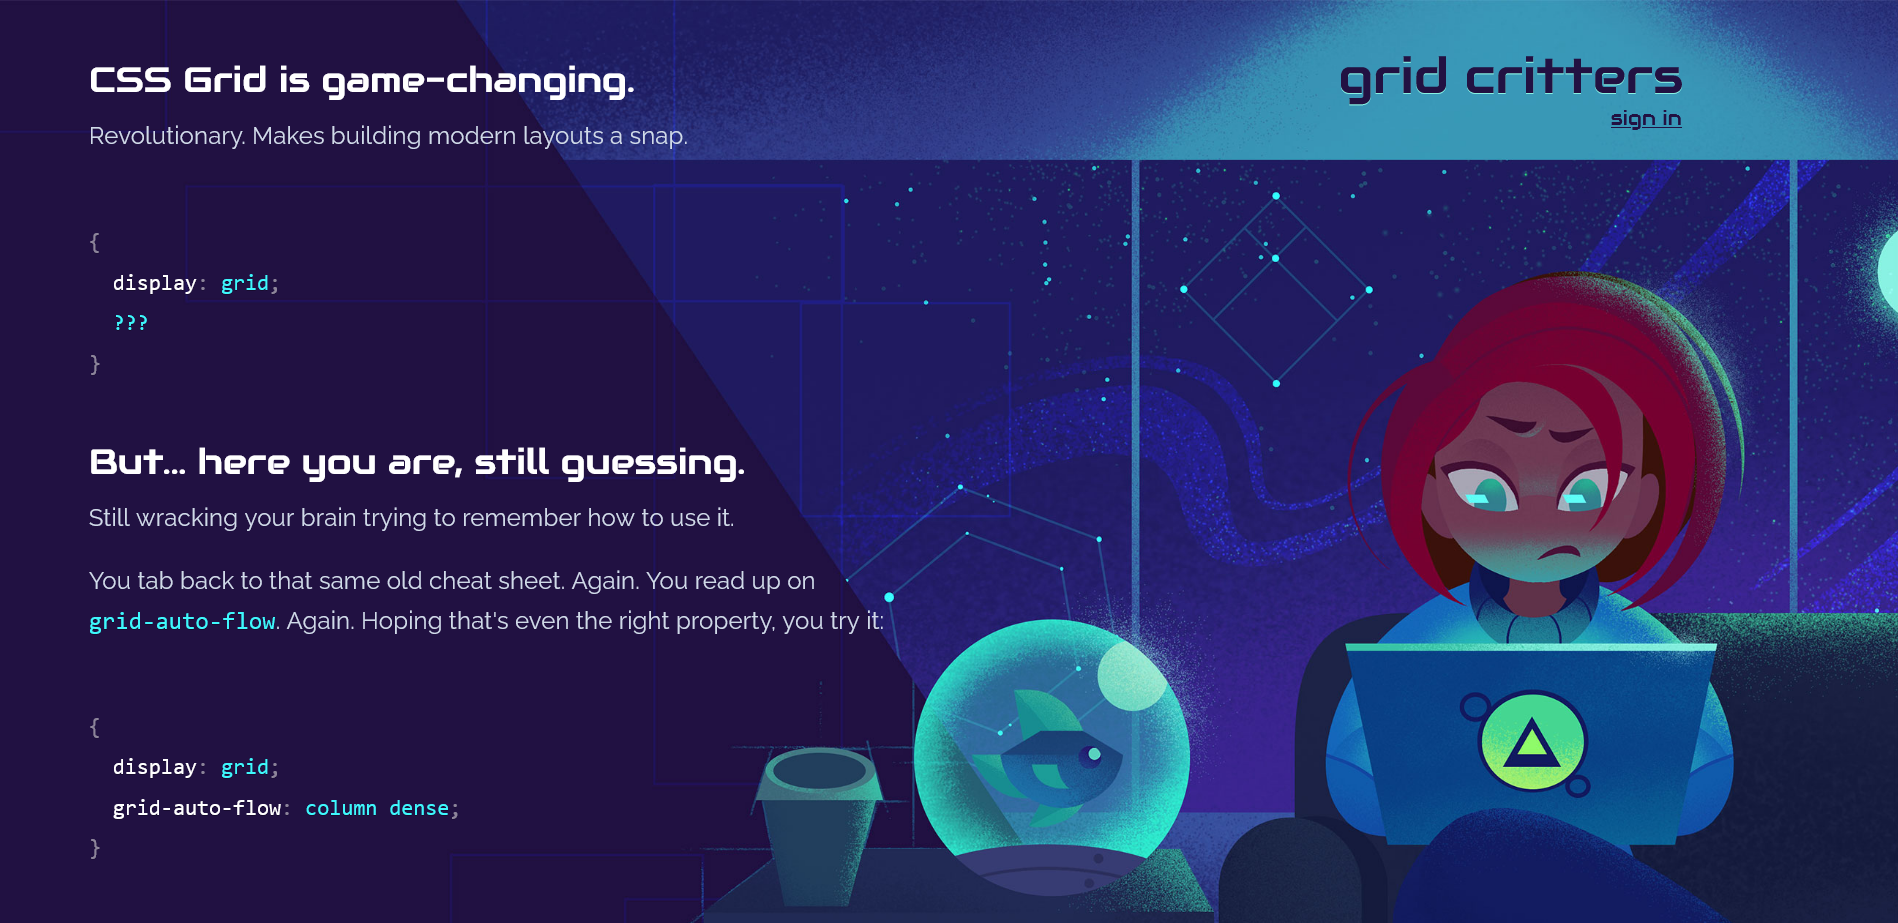 CSS Grid is game-changing.
Revolutionary. Makes building modern layouts a snap.
{
display: grid;
???
}
But... here you are, still guessing.
Still wracking your brain trying to remember how to use it.
You tab back to that same old cheat sheet. Again. You read up on
grid-auto-flow. Again. Hoping that's even the right property, you try it:
{
display: grid;
grid-auto-flow: column dense;
}
grid critters
sign in